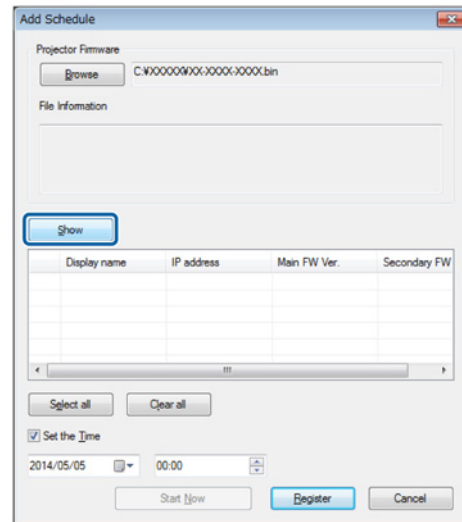 Add Schedule
Projector Firmware
Browse C:¥XXXXX¥XX-XXXX-XXXX.bin
File Information
Show
Display name IP address Main FW Ver. Secondary FW
Select all Clear all
Set the Time
2014/05/05 00:00
Start Now Register Cancel